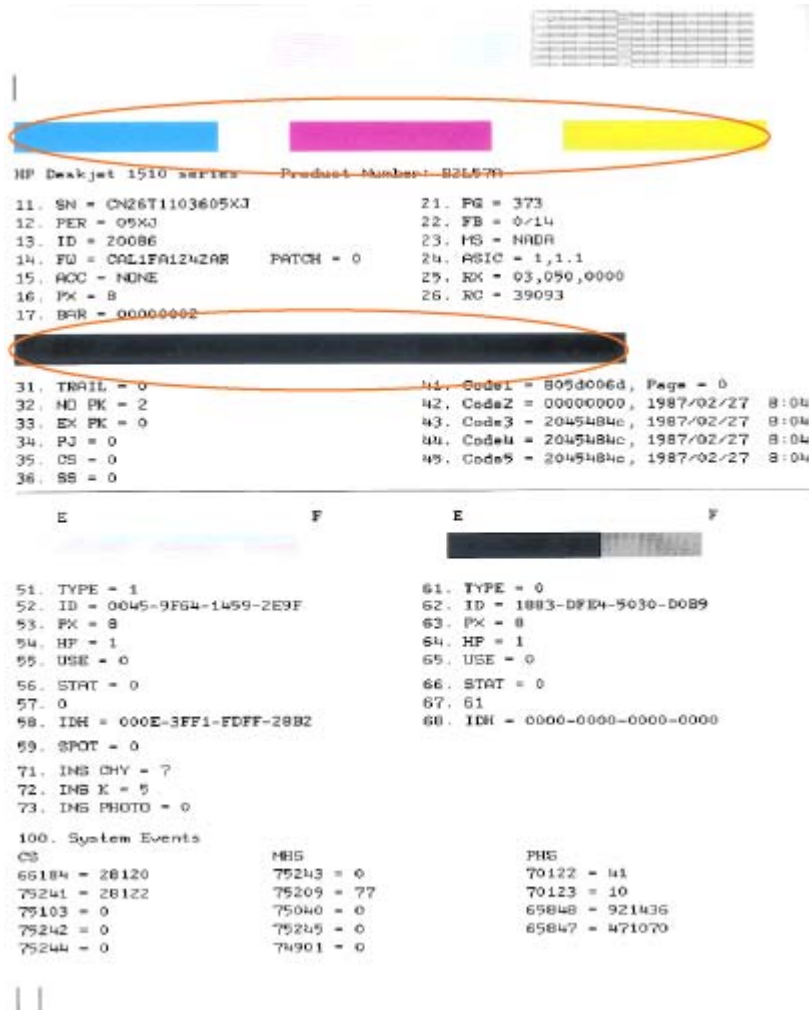 HP Deskjet 1510 series Product Number: B2L57A
11. SN = CN26T1103605XJ 21. PG = 373
12. PER = 05XJ 22. FB = 0/14
13. ID = 20086 23. MS = NADA
14. FW = CAL1FA1242AR PATCH = 0 24. ASIC = 1,1.1
15. ACC = NONE 25. RX = 03,050,0000
16. PX = 8 26. RC = 39093
17. BAR = 00000002
31. TRAIL = 0 41. Code1 = 805d006d, Page = 0
32. NO PK = 2 42. Code2 = 00000000, 1987/02/27 8:04
33. EX PK = 0 43. Code3 = 2045484c, 1987/02/27 8:04
34. PJ = 0 44. Code4 = 2045484c, 1987/02/27 8:04
35. CS = 0 45. Code5 = 2045484c, 1987/02/27 8:04
36. SS = 0
E F E F
51. TYPE = 1 61. TYPE = 0
52. ID = 0045-9F64-1459-2E9F 62. ID = 1883-DFE4-5030-D0B9
53. PX = 8 63. PX = 8
54. HP = 1 64. HP = 1
55. USE = 0 65. USE = 0
56. STAT = 0 66. STAT = 0
57. 0 67. 61
58. IDH = 000E-3FF1-FDFF-28B2 68. IDH = 0000-0000-0000-0000
59. SPOT = 0
71. INS CMY = 7
72. INS K = 5
73. INS PHOTO = 0
100. System Events
CS MHS PHS
66184 = 28120 75243 = 0 70122 = 41
75241 = 28122 75209 = 77 70123 = 10
75103 = 0 75040 = 0 65848 = 921436
75242 = 0 75245 = 0 65847 = 471070
75244 = 0 74901 = 0